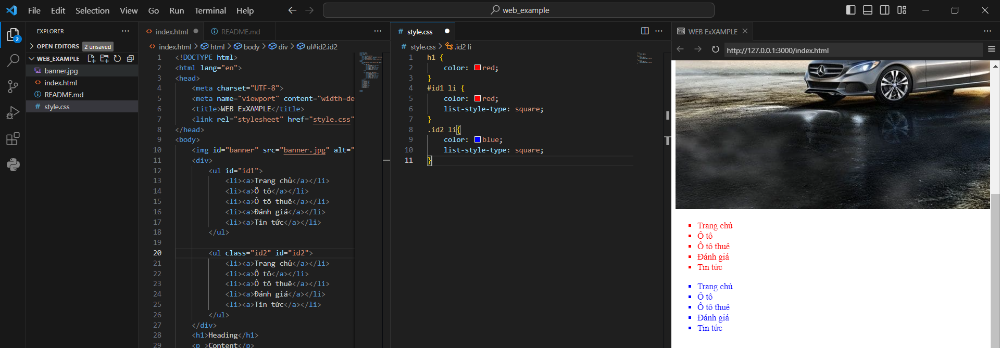 File Edit Selection View Go Run Terminal Help
web_example
EXPLORER
OPEN EDITORS 2 unsaved
WEB_EXAMPLE
banner.jpg
index.html
README.md
style.css
2
index.html README.md
index.html > html > body > div > ul#id2.id2
1 <!DOCTYPE html>
2 <html lang="en">
3 <head>
4 <meta charset="UTF-8">
5 <meta name="viewport" content="width=de
6 <title>WEB ExXAMPLE</title>
7 <link rel="stylesheet" href="style.css"
8 </head>
9 <body>
10 <img id="banner" src="banner.jpg" alt="
11 <div>
12 <ul id="id1">
13 <li><a>Trang chủ</a></li>
14 <li><a>Ô tô</a></li>
15 <li><a>Ô tô thuê</a></li>
16 <li><a>Đánh giá</a></li>
17 <li><a>Tin tức</a></li>
18 </ul>
19
20 <ul class="id2" id="id2">
21 <li><a>Trang chủ</a></li>
22 <li><a>Ô tô</a></li>
23 <li><a>Ô tô thuê</a></li>
24 <li><a>Đánh giá</a></li>
25 <li><a>Tin tức</a></li>
26 </ul>
27 </div>
28 <h1>Heading</h1>
29 <p >Content</p>
style.css
style.css > .id2 li
1 h1 {
2 color: red;
3 }
4 #id1 li {
5 color: red;
6 list-style-type: square;
7 }
8 .id2 li{
9 color: blue;
10 list-style-type: square;
11 }
WEB ExXAMPLE
http://127.0.0.1:3000/index.html
Trang chủ
Ô tô
Ô tô thuê
Đánh giá
Tin tức
Trang chủ
Ô tô
Ô tô thuê
Đánh giá
Tin tức